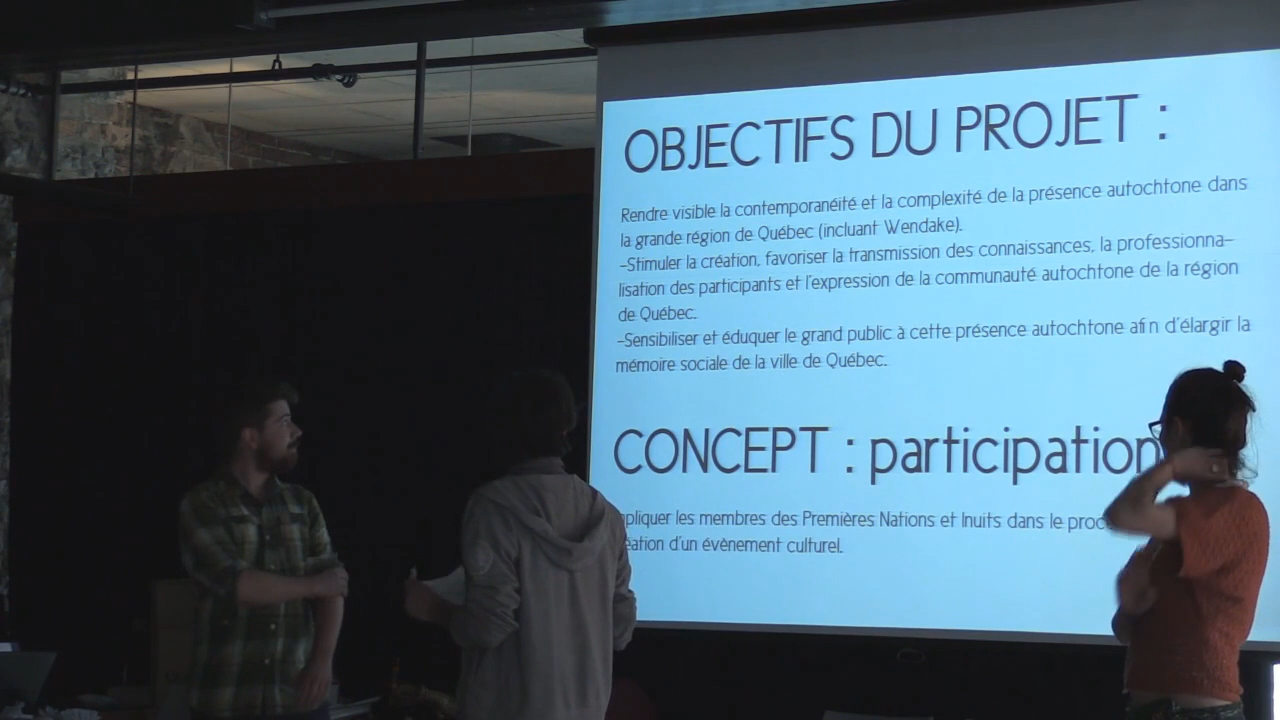 OBJECTIFS DU PROJET :
Rendre visible la contemporanéité et la complexité de la présence autochtone dans
la grande région de Québec (incluant Wendake).
-Stimuler la création, favoriser la transmission des connaissances, la professionna-
lisation des participants et l'expression de la communauté autochtone de la région
de Québec.
-Sensibiliser et éduquer le grand public à cette présence autochtone afin d'élargir la
mémoire sociale de la ville de Québec.
CONCEPT : participation
les membres des Premières Nations et Inuits dans le
d'un évènement culturel.